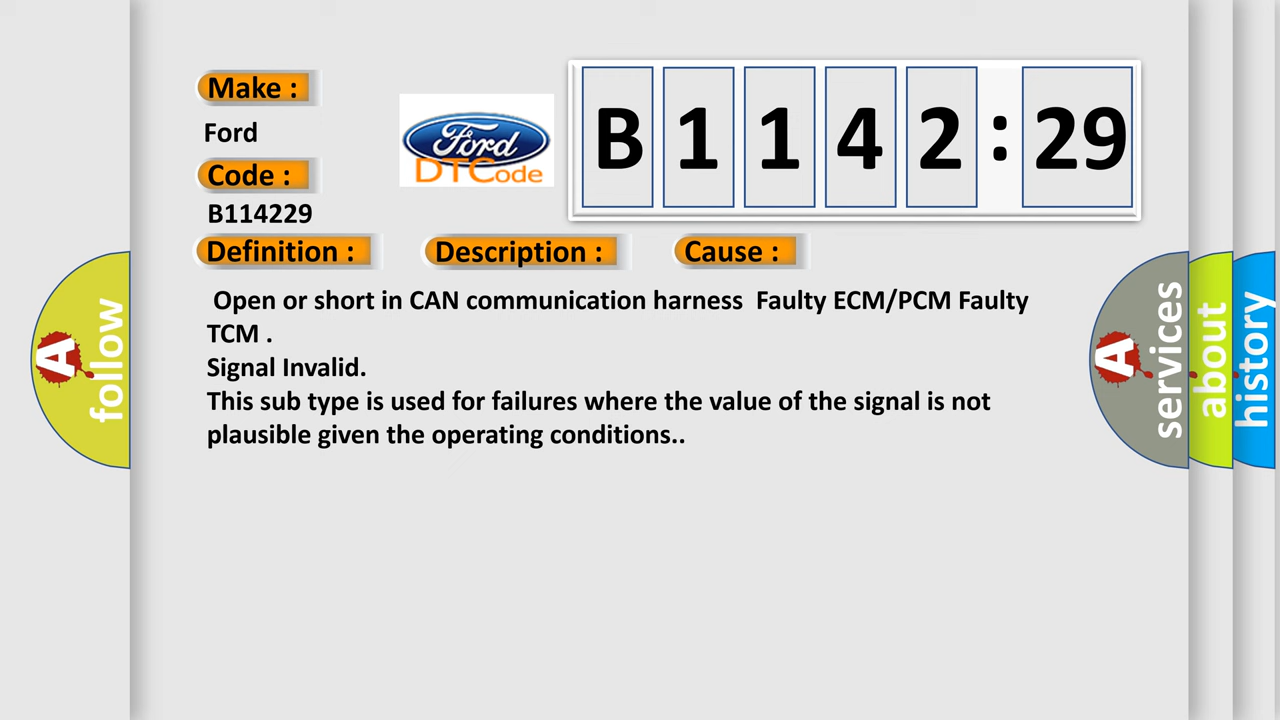 Make :
Ford
Code :
B114229
Ford
DTCode
B 1 1 4 2 : 29
Definition :
Description :
Cause :
Open or short in CAN communication harness  Faulty ECM/PCM Faulty
TCM .
Signal Invalid.
This sub type is used for failures where the value of the signal is not
plausible given the operating conditions..
A
follow
A
services
about
history